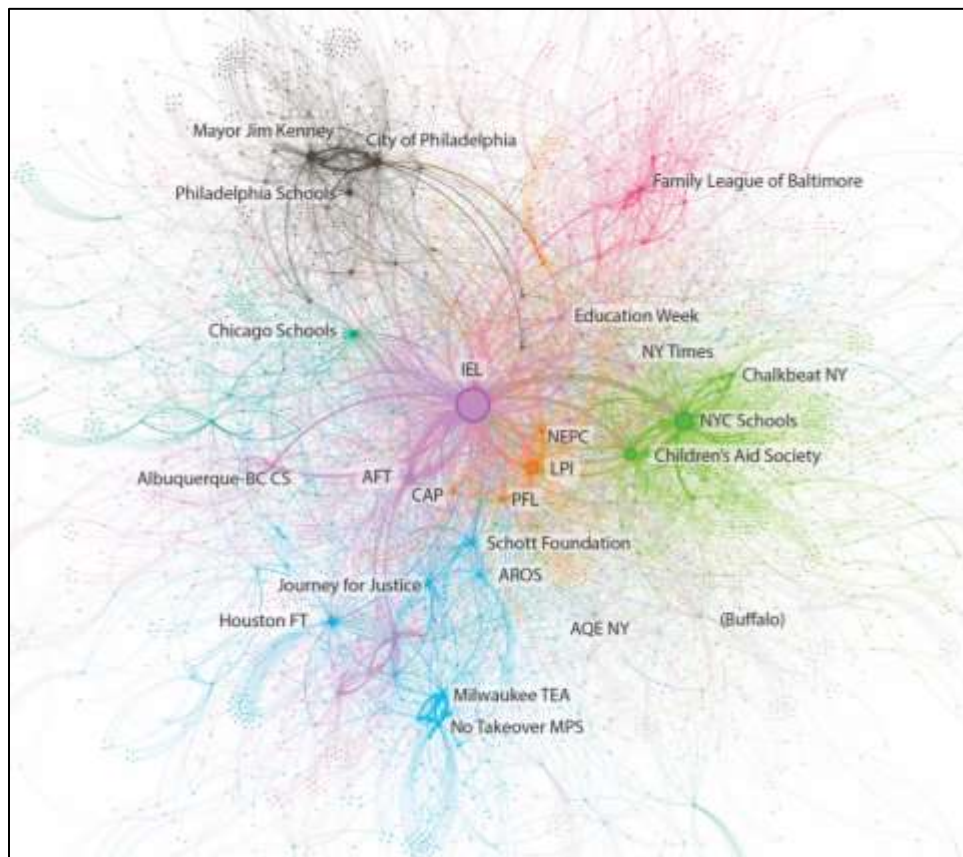 Mayor Jim Kenney
City of Philadelphia
Philadelphia Schools
Family League of Baltimore
Chicago Schools
Education Week
NY Times
IEL
Chalkbeat NY
NYC Schools
NEPC
Children's Aid Society
LPI
Albuquerque-BC CS
AFT
CAP
PFL
Schott Foundation
Journey for Justice
AROS
Houston FT
AQE NY
(Buffalo)
Milwaukee TEA
No Takeover MPS